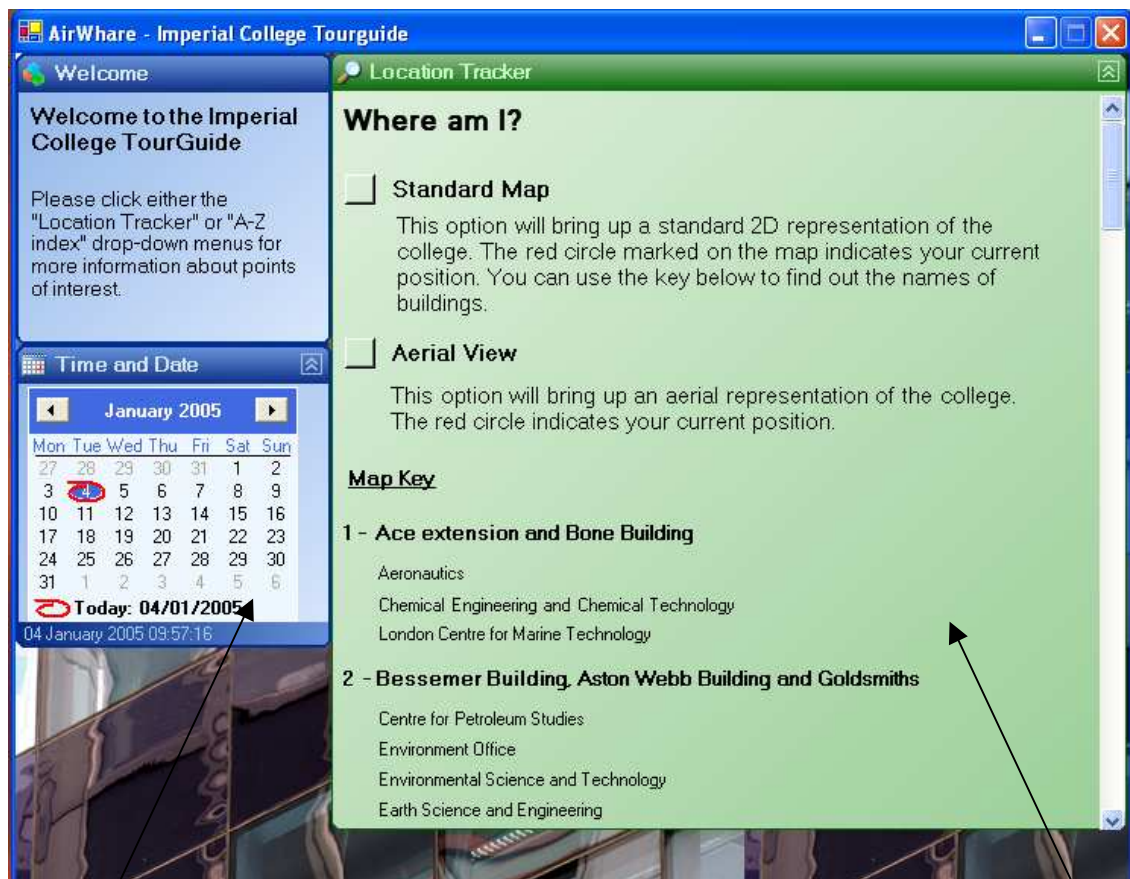 AirWhare - Imperial College Tourguide
Welcome
Welcome to the Imperial
College TourGuide
Please click either the
"Location Tracker" or "A-Z
index" drop-down menus for
more information about points
of interest.
Time and Date
January 2005
Mon Tue Wed Thu Fri Sat Sun
27 28 29 30 31 1 2
3 4 5 6 7 8 9
10 11 12 13 14 15 16
17 18 19 20 21 22 23
24 25 26 27 28 29 30
31 1 2 3 4 5 6
Today: 04/01/2005
04 January 2005 09:57:16
Location Tracker
Where am I?
Standard Map
This option will bring up a standard 2D representation of the
college. The red circle marked on the map indicates your current
position. You can use the key below to find out the names of
buildings.
Aerial View
This option will bring up an aerial representation of the college.
The red circle indicates your current position.
Map Key
1 - Ace extension and Bone Building
Aeronautics
Chemical Engineering and Chemical Technology
London Centre for Marine Technology
2 - Bessemer Building, Aston Webb Building and Goldsmiths
Centre for Petroleum Studies
Environment Office
Environmental Science and Technology
Earth Science and Engineering